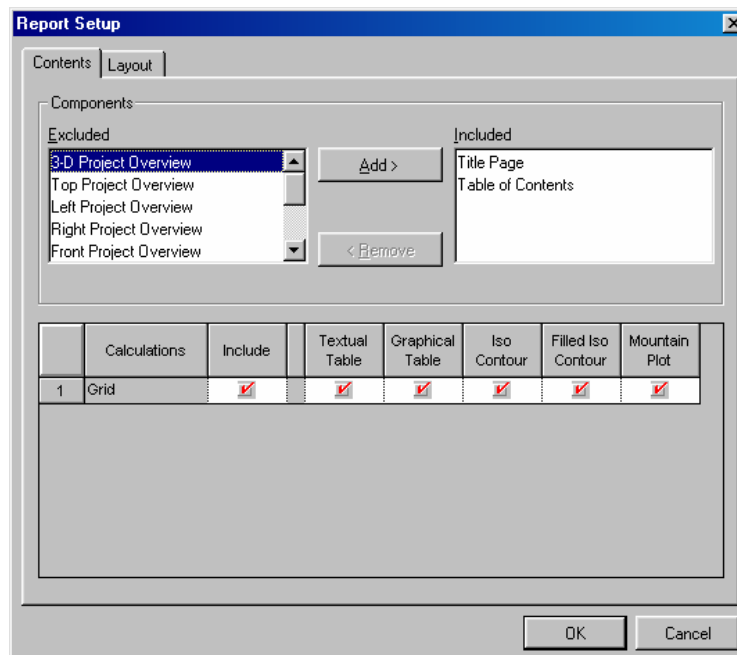 Report Setup
Contents
Layout
Components
Excluded
Included
3-D Project Overview
Top Project Overview
Left Project Overview
Right Project Overview
Front Project Overview
Add >
< Remove
Title Page
Table of Contents
Calculations
Include
Textual Table
Graphical Table
Iso Contour
Filled Iso Contour
Mountain Plot
1 Grid
OK
Cancel